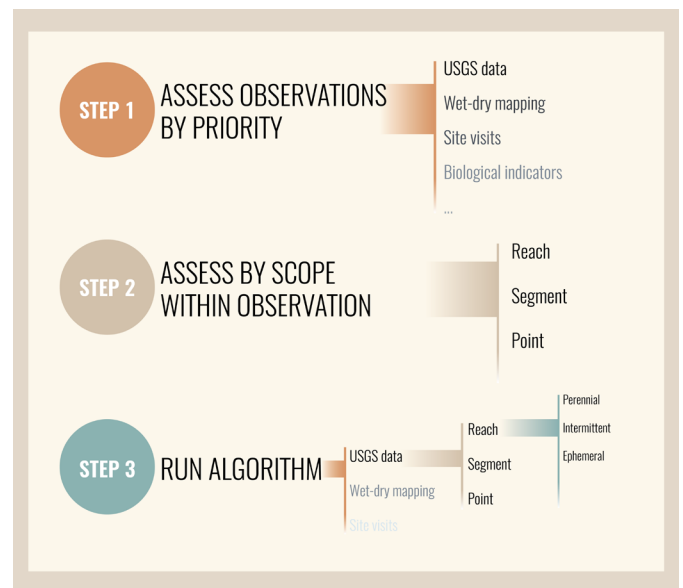 STEP 1
ASSESS OBSERVATIONS
BY PRIORITY
USGS data
Wet-dry mapping
Site visits
Biological indicators
...
STEP 2
ASSESS BY SCOPE
WITHIN OBSERVATION
Reach
Segment
Point
STEP 3
RUN ALGORITHM
USGS data
Wet-dry mapping
Site visits
Reach
Segment
Point
Perennial
Intermittent
Ephemeral